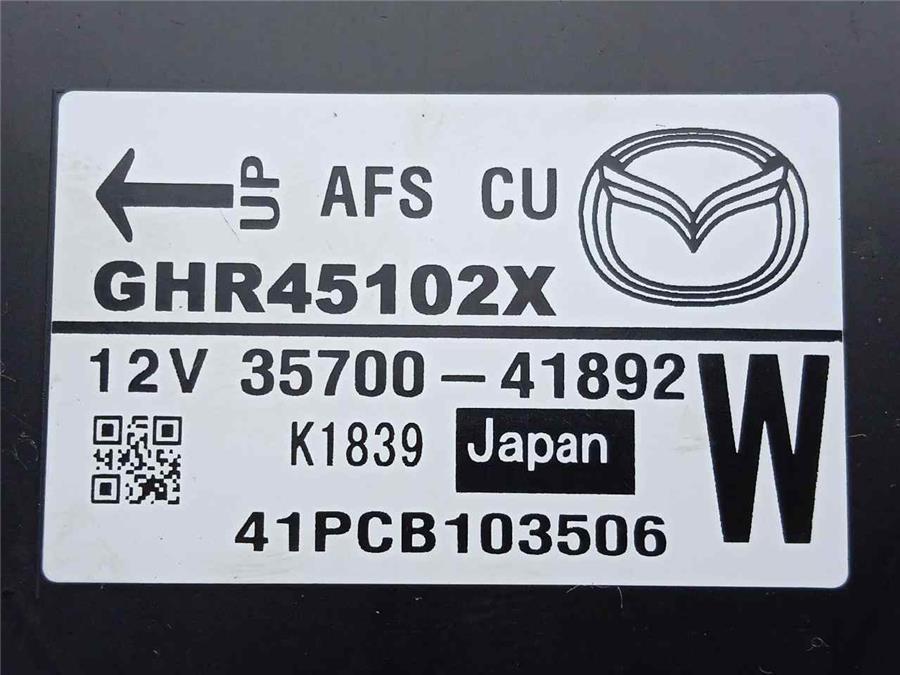 UP AFS CU
GHR45102X
12V 35700-41892 W
K1839 Japan
41PCB103506